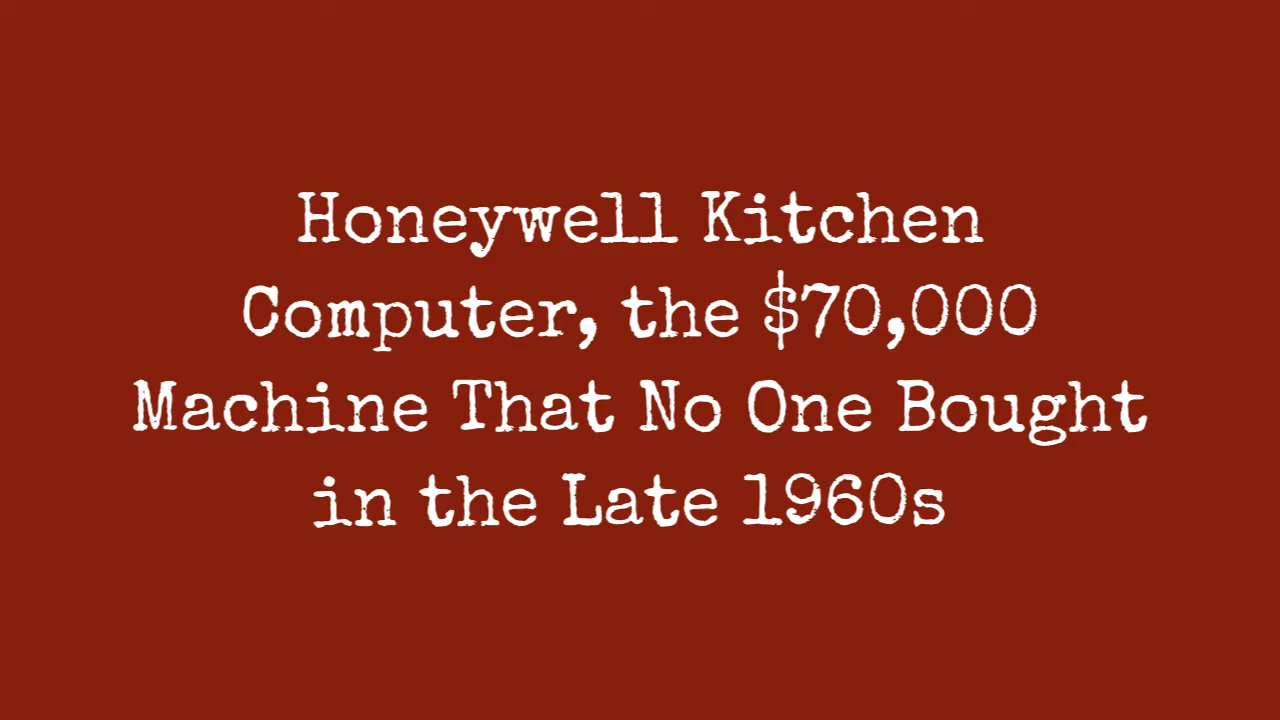 Honeywell Kitchen
Computer, the $70,000
Machine That No One Bought
in the Late 1960s